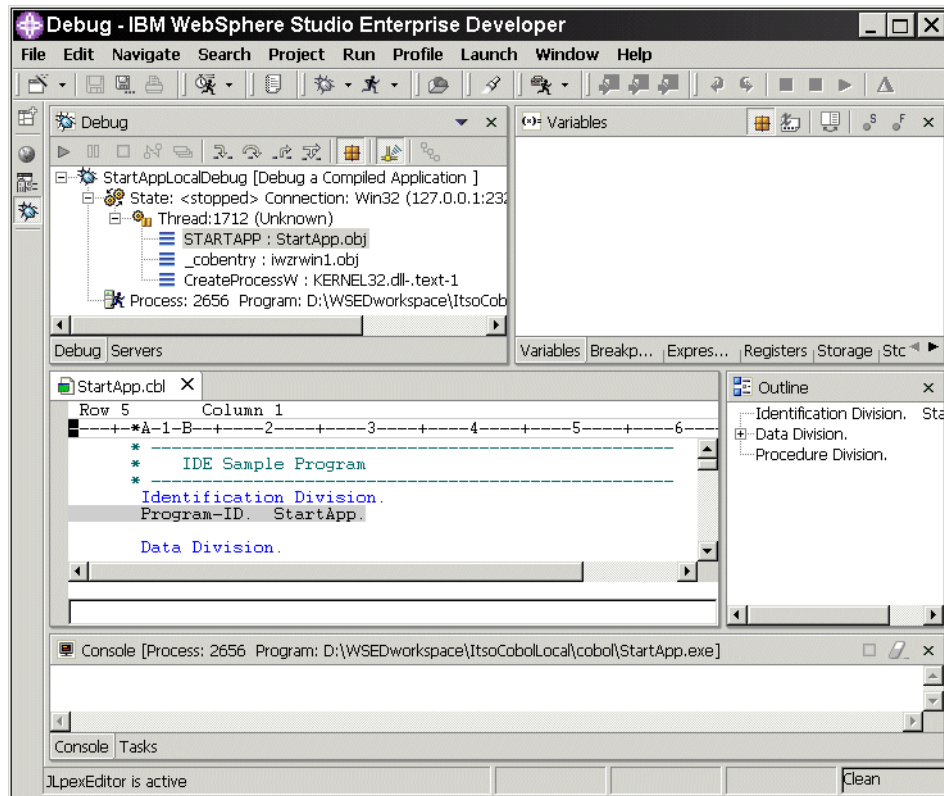 Debug - IBM WebSphere Studio Enterprise Developer
File Edit Navigate Search Project Run Profile Launch Window Help
Debug
StartAppLocalDebug [Debug a Compiled Application ]
State: <stopped> Connection: Win32 (127.0.0.1:232
Thread:1712 (Unknown)
STARTAPP : StartApp.obj
_cobentry : iwzrwin1.obj
CreateProcessW : KERNEL32.dll-.text-1
Process: 2656 Program: D:\WSEDworkspace\ItsoCob
Debug Servers
(x)= Variables
Variables Breakp... Expres... Registers Storage Stc
StartApp.cbl
Row 5 Column 1
----+-*A-1-B--+----2----+----3----+----4----+----5----+----6--
* ---------------------------------------------------
* IDE Sample Program
* ---------------------------------------------------
Identification Division.
Program-ID. StartApp.
Data Division.
Outline
Identification Division. Sta
Data Division.
Procedure Division.
Console [Process: 2656 Program: D:\WSEDworkspace\ItsoCobolLocal\cobol\StartApp.exe]
Console Tasks
JLpexEditor is active
Clean